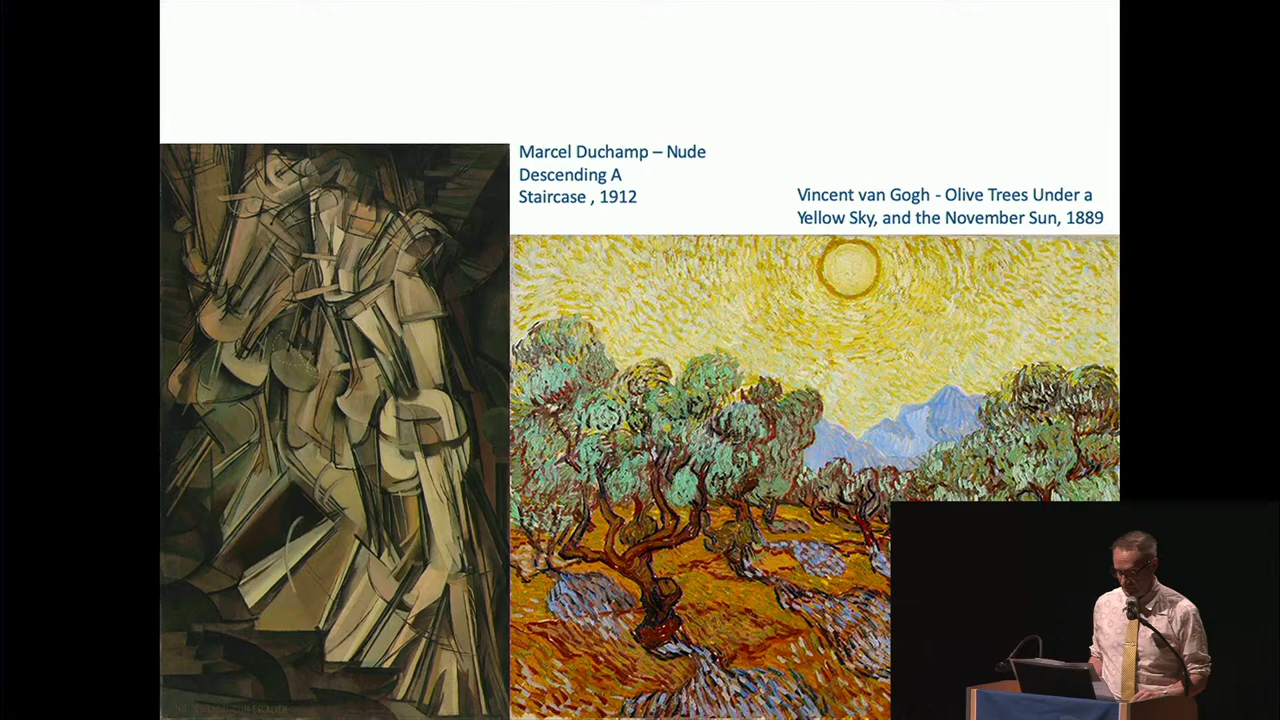 Marcel Duchamp – Nude
Descending A
Staircase , 1912
Vincent van Gogh - Olive Trees Under a
Yellow Sky, and the November Sun, 1889